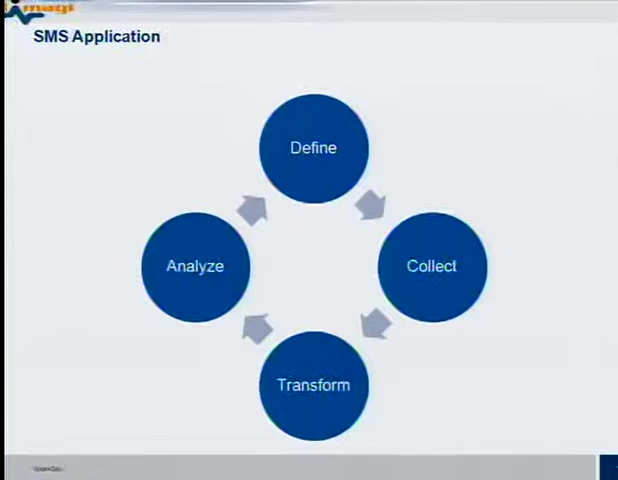 SMS Application
Define
Analyze
Collect
Transform